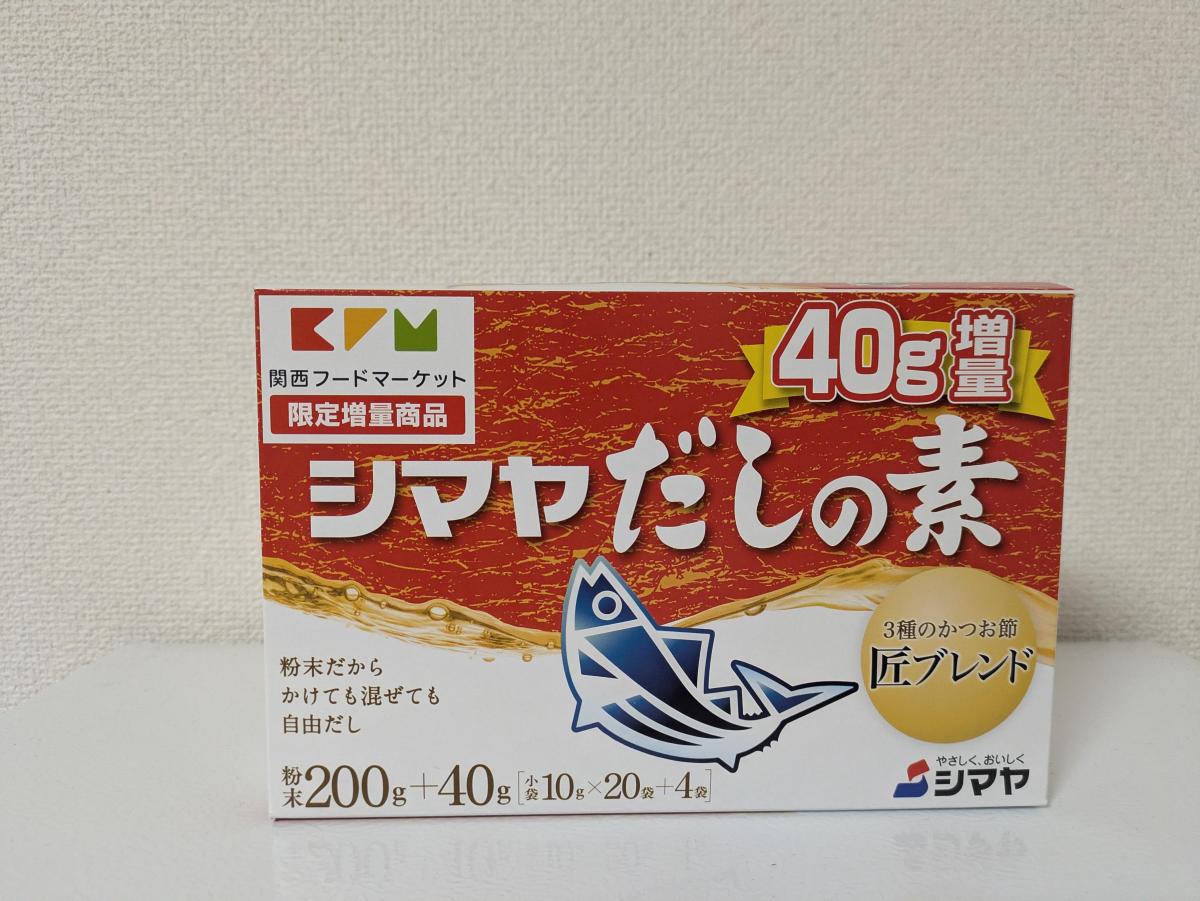 KFM
関西フードマーケット
限定増量商品
40g増量
シマヤだしの素
3種のかつお節
匠ブレンド
粉末だから
かけても混ぜても
自由だし
粉末200g+40g[小袋10g×20袋+4袋]
やさしく、おいしく
シマヤ